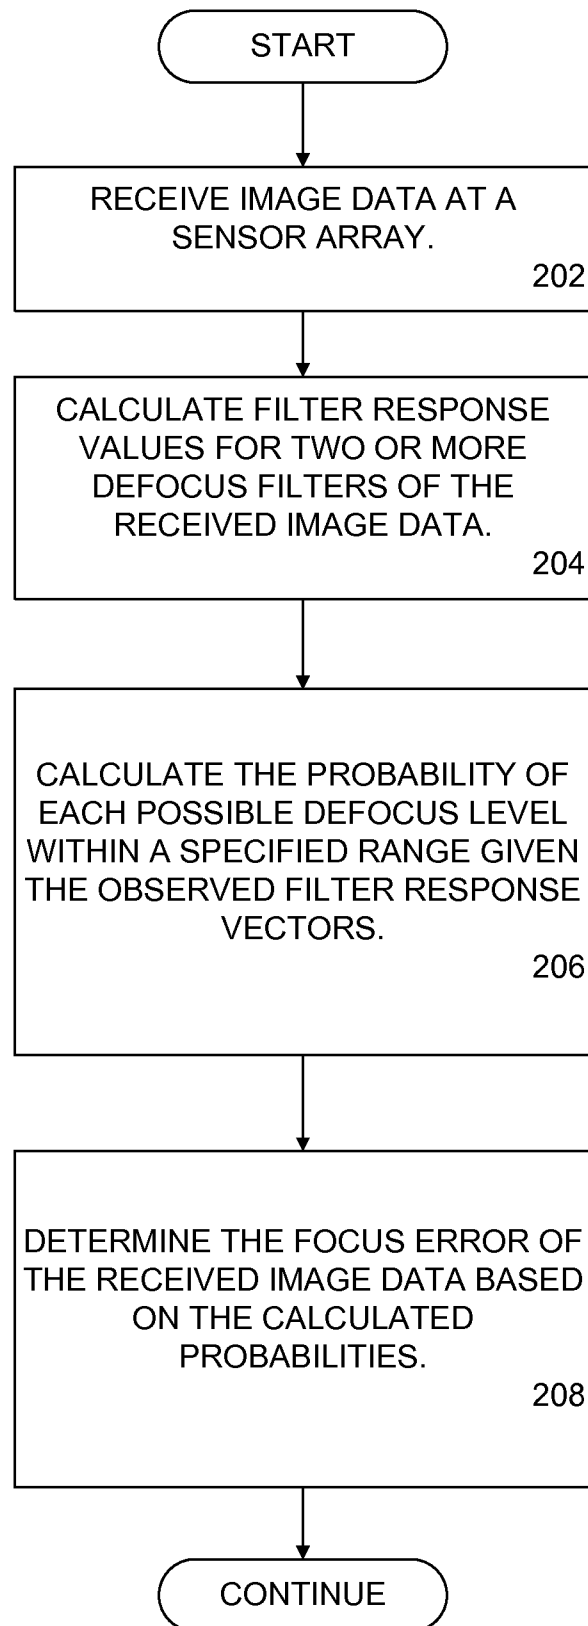 START
RECEIVE IMAGE DATA AT A
SENSOR ARRAY.
202
CALCULATE FILTER RESPONSE
VALUES FOR TWO OR MORE
DEFOCUS FILTERS OF THE
RECEIVED IMAGE DATA.
204
CALCULATE THE PROBABILITY OF
EACH POSSIBLE DEFOCUS LEVEL
WITHIN A SPECIFIED RANGE GIVEN
THE OBSERVED FILTER RESPONSE
VECTORS.
206
DETERMINE THE FOCUS ERROR OF
THE RECEIVED IMAGE DATA BASED
ON THE CALCULATED
PROBABILITIES.
208
CONTINUE